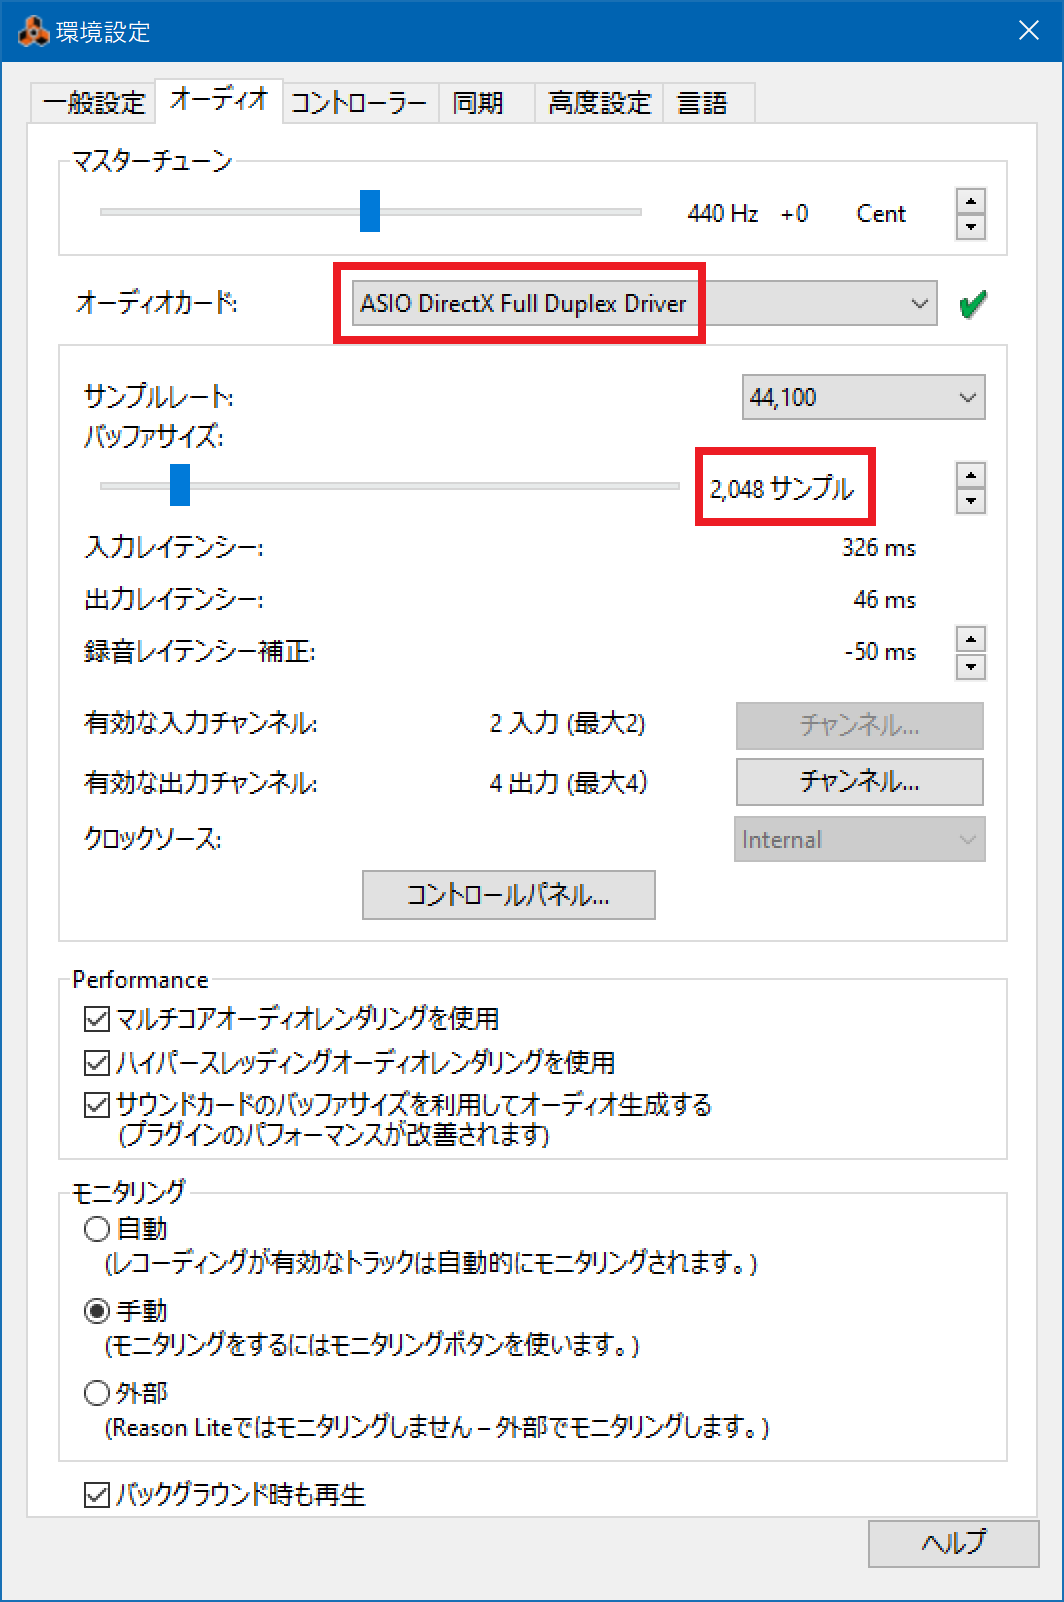 環境設定
一般設定 オーディオ コントローラー 同期 高度設定 言語
マスターチューン
440 Hz +0 Cent
オーディオカード: ASIO DirectX Full Duplex Driver
サンプルレート: 44,100
バッファサイズ:
2,048 サンプル
入力レイテンシー: 326 ms
出力レイテンシー: 46 ms
録音レイテンシー補正: -50 ms
有効な入力チャンネル: 2 入力 (最大2) チャンネル...
有効な出力チャンネル: 4 出力 (最大4) チャンネル...
クロックソース: Internal
コントロールパネル...
Performance
マルチコアオーディオレンダリングを使用
ハイパースレッディングオーディオレンダリングを使用
サウンドカードのバッファサイズを利用してオーディオ生成する
(プラグインのパフォーマンスが改善されます)
モニタリング
自動
(レコーディングが有効なトラックは自動的にモニタリングされます。)
手動
(モニタリングをするにはモニタリングボタンを使います。)
外部
(Reason Liteではモニタリングしません – 外部でモニタリングします。)
バックグラウンド時も再生
ヘルプ